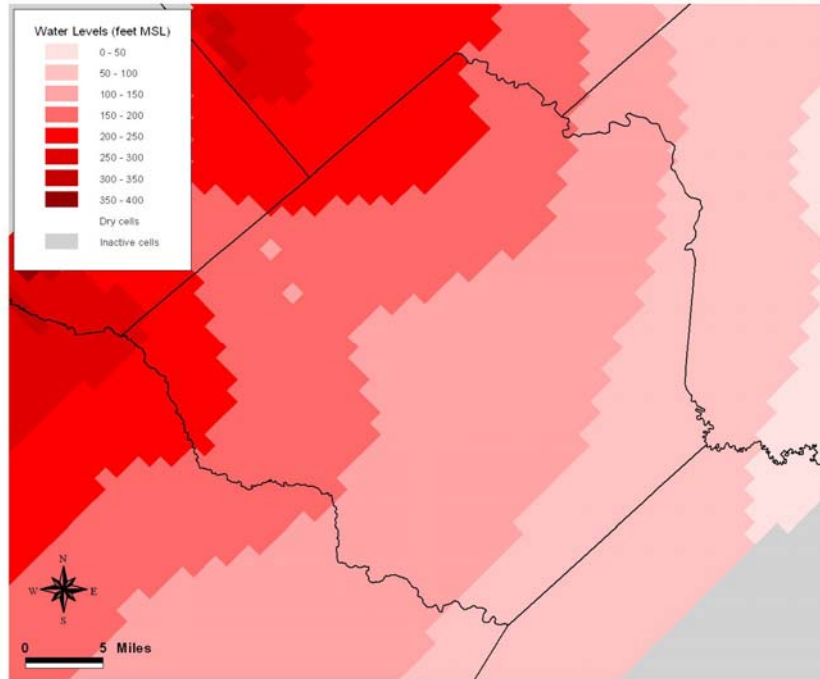 Water Levels (feet MSL)
0 - 50
50 - 100
100 - 150
150 - 200
200 - 250
250 - 300
300 - 350
350 - 400
Dry cells
Inactive cells
N
W E
S
0 5 Miles